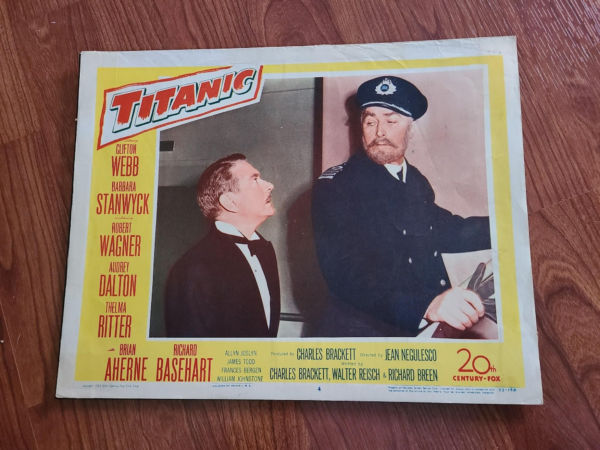 TITANIC
CLIFTON
WEBB
BARBARA
STANWYCK
ROBERT
WAGNER
AUDREY
DALTON
THELMA
RITTER
BRIAN
AHERNE
RICHARD
BASEHART
ALLYN JOSLYN
JAMES TODD
FRANCES BERGEN
WILLIAM JOHNSTONE
Produced by CHARLES BRACKETT Directed by JEAN NEGULESCO
Written by
CHARLES BRACKETT, WALTER REISCH & RICHARD BREEN
20th
CENTURY-FOX
4